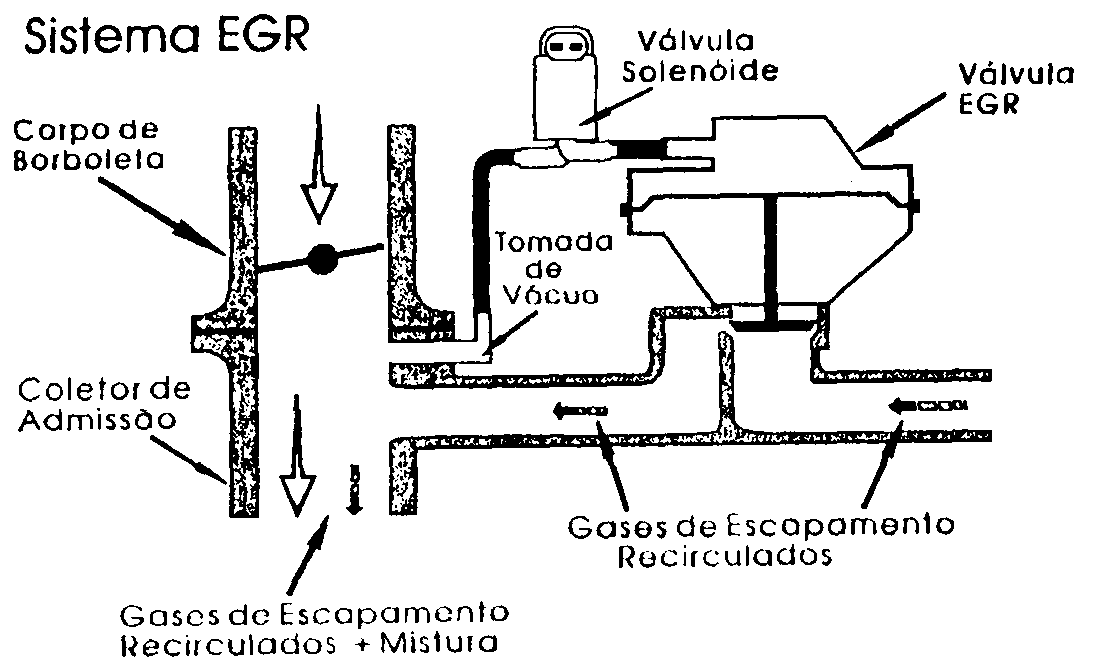 Sistema EGR
Válvula
Solenóide
Válvula
EGR
Corpo de
Borboleta
Tomada
de
Vácuo
Coletor de
Admissão
Gases de Escapamento
Recirculados
Gases de Escapamento
Recirculados + Mistura